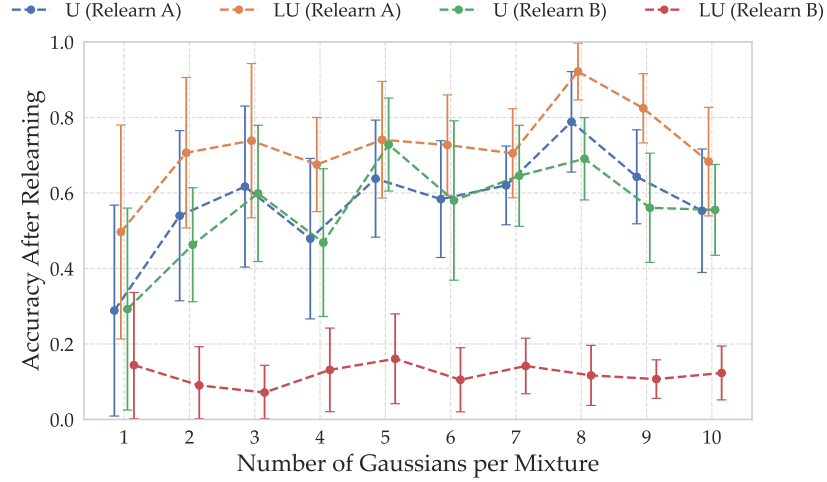 U (Relearn A) LU (Relearn A) U (Relearn B) LU (Relearn B)
Accuracy After Relearning
1.0
0.8
0.6
0.4
0.2
0.0
1 2 3 4 5 6 7 8 9 10
Number of Gaussians per Mixture